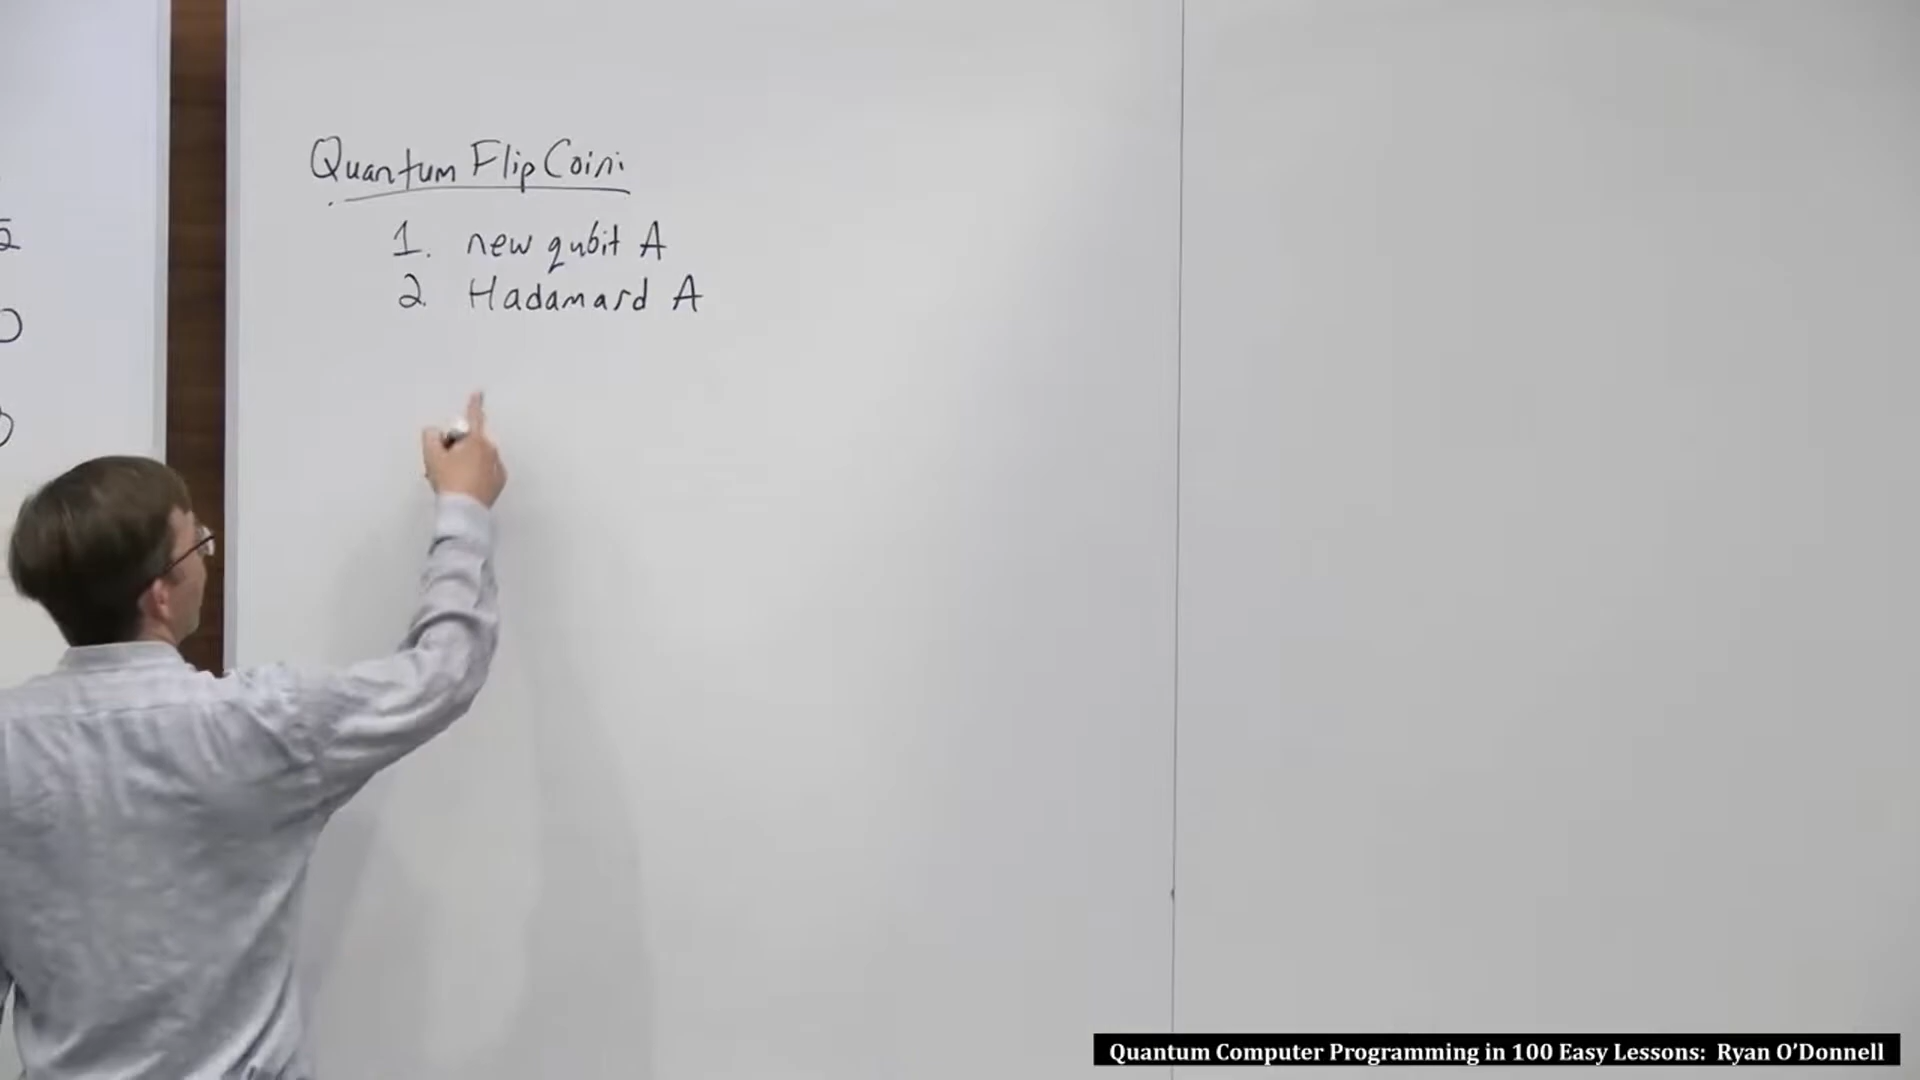 Quantum Flip Coin:
1. new qubit A
2. Hadamard A
Quantum Computer Programming in 100 Easy Lessons: Ryan O'Donnell